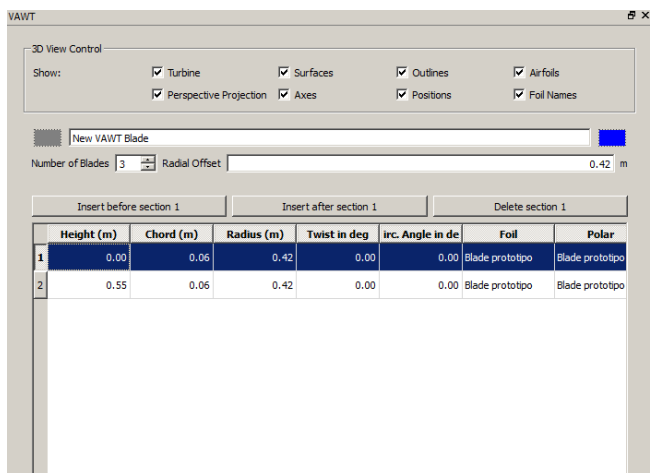 VAWT
3D View Control
Show: Turbine Surfaces Outlines Airfoils
Perspective Projection Axes Positions Foil Names
New VAWT Blade
Number of Blades 3 Radial Offset 0.42 m
Insert before section 1 Insert after section 1 Delete section 1
Height (m) Chord (m) Radius (m) Twist in deg irc. Angle in de Foil Polar
1 0.00 0.06 0.42 0.00 0.00 Blade prototipo Blade prototipo
2 0.55 0.06 0.42 0.00 0.00 Blade prototipo Blade prototipo